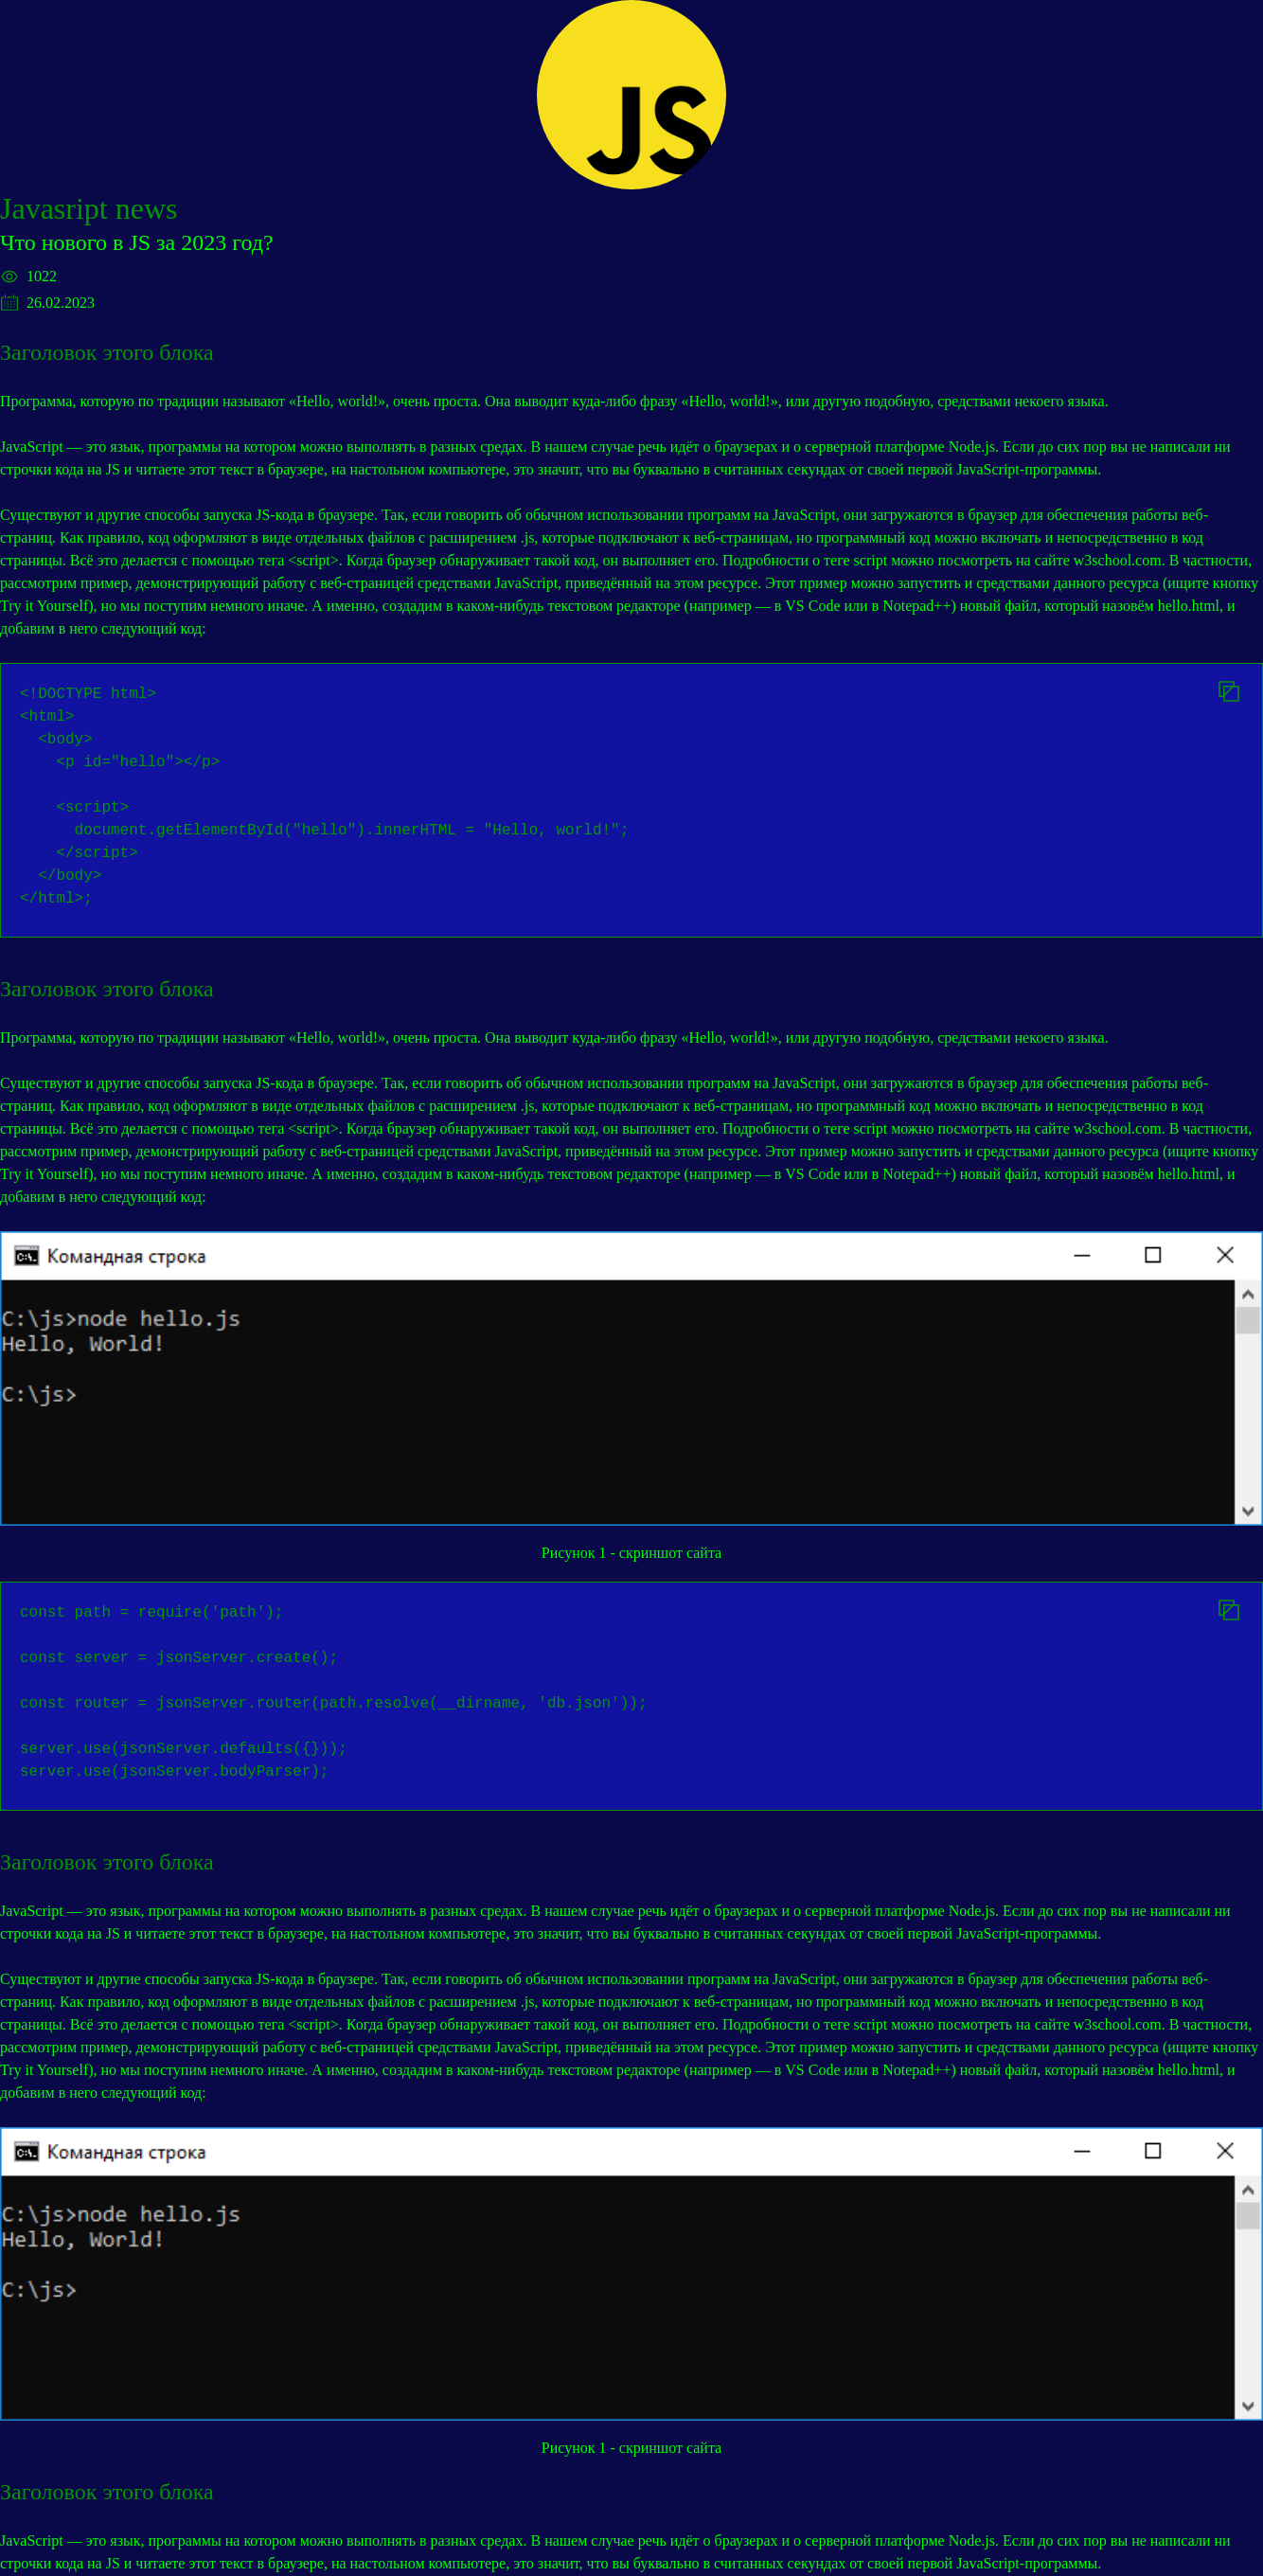 JS
Javasript news
Что нового в JS за 2023 год?
1022
26.02.2023
Заголовок этого блока
Программа, которую по традиции называют «Hello, world!», очень проста. Она выводит куда-либо фразу «Hello, world!», или другую подобную, средствами некоего языка.
JavaScript — это язык, программы на котором можно выполнять в разных средах. В нашем случае речь идёт о браузерах и о серверной платформе Node.js. Если до сих пор вы не написали ни
строчки кода на JS и читаете этот текст в браузере, на настольном компьютере, это значит, что вы буквально в считанных секундах от своей первой JavaScript-программы.
Существуют и другие способы запуска JS-кода в браузере. Так, если говорить об обычном использовании программ на JavaScript, они загружаются в браузер для обеспечения работы веб-
страниц. Как правило, код оформляют в виде отдельных файлов с расширением .js, которые подключают к веб-страницам, но программный код можно включать и непосредственно в код
страницы. Всё это делается с помощью тега <script>. Когда браузер обнаруживает такой код, он выполняет его. Подробности о теге script можно посмотреть на сайте w3school.com. В частности,
рассмотрим пример, демонстрирующий работу с веб-страницей средствами JavaScript, приведённый на этом ресурсе. Этот пример можно запустить и средствами данного ресурса (ищите кнопку
Try it Yourself), но мы поступим немного иначе. А именно, создадим в каком-нибудь текстовом редакторе (например — в VS Code или в Notepad++) новый файл, который назовём hello.html, и
добавим в него следующий код:
<!DOCTYPE html>
<html>
  <body>
    <p id="hello"></p>
    <script>
      document.getElementById("hello").innerHTML = "Hello, world!";
    </script>
  </body>
</html>;
Заголовок этого блока
Программа, которую по традиции называют «Hello, world!», очень проста. Она выводит куда-либо фразу «Hello, world!», или другую подобную, средствами некоего языка.
Существуют и другие способы запуска JS-кода в браузере. Так, если говорить об обычном использовании программ на JavaScript, они загружаются в браузер для обеспечения работы веб-
страниц. Как правило, код оформляют в виде отдельных файлов с расширением .js, которые подключают к веб-страницам, но программный код можно включать и непосредственно в код
страницы. Всё это делается с помощью тега <script>. Когда браузер обнаруживает такой код, он выполняет его. Подробности о теге script можно посмотреть на сайте w3school.com. В частности,
рассмотрим пример, демонстрирующий работу с веб-страницей средствами JavaScript, приведённый на этом ресурсе. Этот пример можно запустить и средствами данного ресурса (ищите кнопку
Try it Yourself), но мы поступим немного иначе. А именно, создадим в каком-нибудь текстовом редакторе (например — в VS Code или в Notepad++) новый файл, который назовём hello.html, и
добавим в него следующий код:
C:\. Командная строка
C:\js>node hello.js
Hello, World!
C:\js>
Рисунок 1 - скриншот сайта
const path = require('path');
const server = jsonServer.create();
const router = jsonServer.router(path.resolve(__dirname, 'db.json'));
server.use(jsonServer.defaults({}));
server.use(jsonServer.bodyParser);
Заголовок этого блока
JavaScript — это язык, программы на котором можно выполнять в разных средах. В нашем случае речь идёт о браузерах и о серверной платформе Node.js. Если до сих пор вы не написали ни
строчки кода на JS и читаете этот текст в браузере, на настольном компьютере, это значит, что вы буквально в считанных секундах от своей первой JavaScript-программы.
Существуют и другие способы запуска JS-кода в браузере. Так, если говорить об обычном использовании программ на JavaScript, они загружаются в браузер для обеспечения работы веб-
страниц. Как правило, код оформляют в виде отдельных файлов с расширением .js, которые подключают к веб-страницам, но программный код можно включать и непосредственно в код
страницы. Всё это делается с помощью тега <script>. Когда браузер обнаруживает такой код, он выполняет его. Подробности о теге script можно посмотреть на сайте w3school.com. В частности,
рассмотрим пример, демонстрирующий работу с веб-страницей средствами JavaScript, приведённый на этом ресурсе. Этот пример можно запустить и средствами данного ресурса (ищите кнопку
Try it Yourself), но мы поступим немного иначе. А именно, создадим в каком-нибудь текстовом редакторе (например — в VS Code или в Notepad++) новый файл, который назовём hello.html, и
добавим в него следующий код:
C:\. Командная строка
C:\js>node hello.js
Hello, World!
C:\js>
Рисунок 1 - скриншот сайта
Заголовок этого блока
JavaScript — это язык, программы на котором можно выполнять в разных средах. В нашем случае речь идёт о браузерах и о серверной платформе Node.js. Если до сих пор вы не написали ни
строчки кода на JS и читаете этот текст в браузере, на настольном компьютере, это значит, что вы буквально в считанных секундах от своей первой JavaScript-программы.